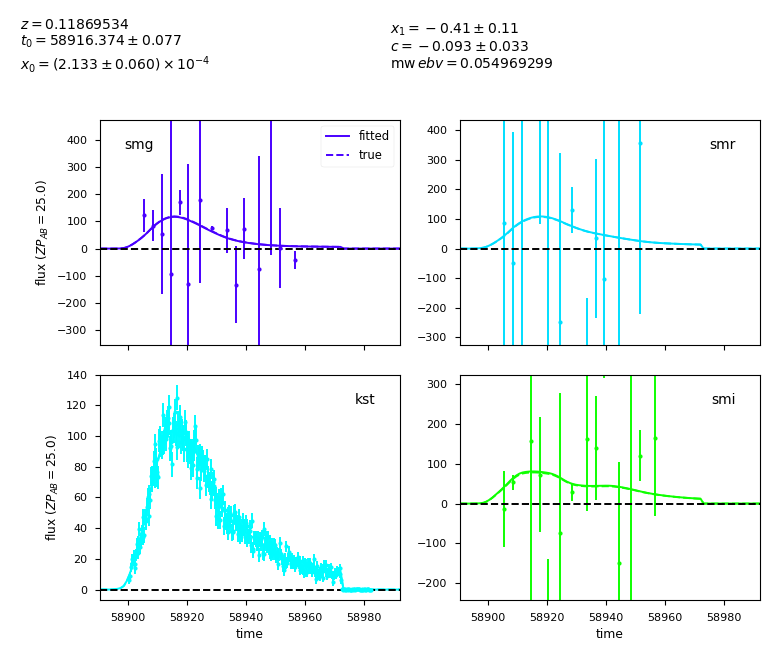 z = 0.11869534
t0 = 58916.374 ± 0.077
x0 = (2.133 ± 0.060) × 10^−4
x1 = −0.41 ± 0.11
c = −0.093 ± 0.033
mw ebv = 0.054969299
flux (ZP_AB = 25.0)
400
300
200
100
0
−100
−200
−300
smg
fitted
true
400
300
200
100
0
−100
−200
−300
smr
flux (ZP_AB = 25.0)
140
120
100
80
60
40
20
0
kst
58900 58920 58940 58960 58980
time
300
200
100
0
−100
−200
smi
58900 58920 58940 58960 58980
time